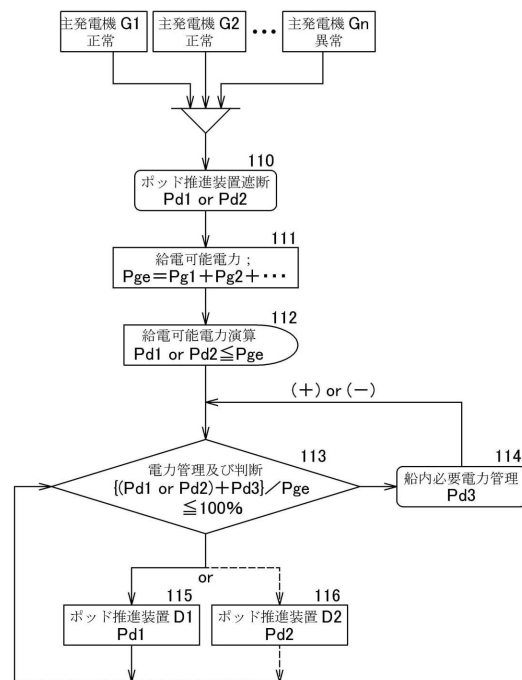 主発電機 G1
正常
主発電機 G2
正常
•••
主発電機 Gn
異常
110
ポッド推進装置遮断
Pd1 or Pd2
111
給電可能電力；
Pge＝Pg1＋Pg2＋…
112
給電可能電力演算
Pd1 or Pd2≦Pge
(＋) or (－)
113
電力管理及び判断
{(Pd1 or Pd2)＋Pd3}／Pge
≦100%
114
船内必要電力管理
Pd3
or
115
ポッド推進装置 D1
Pd1
116
ポッド推進装置 D2
Pd2